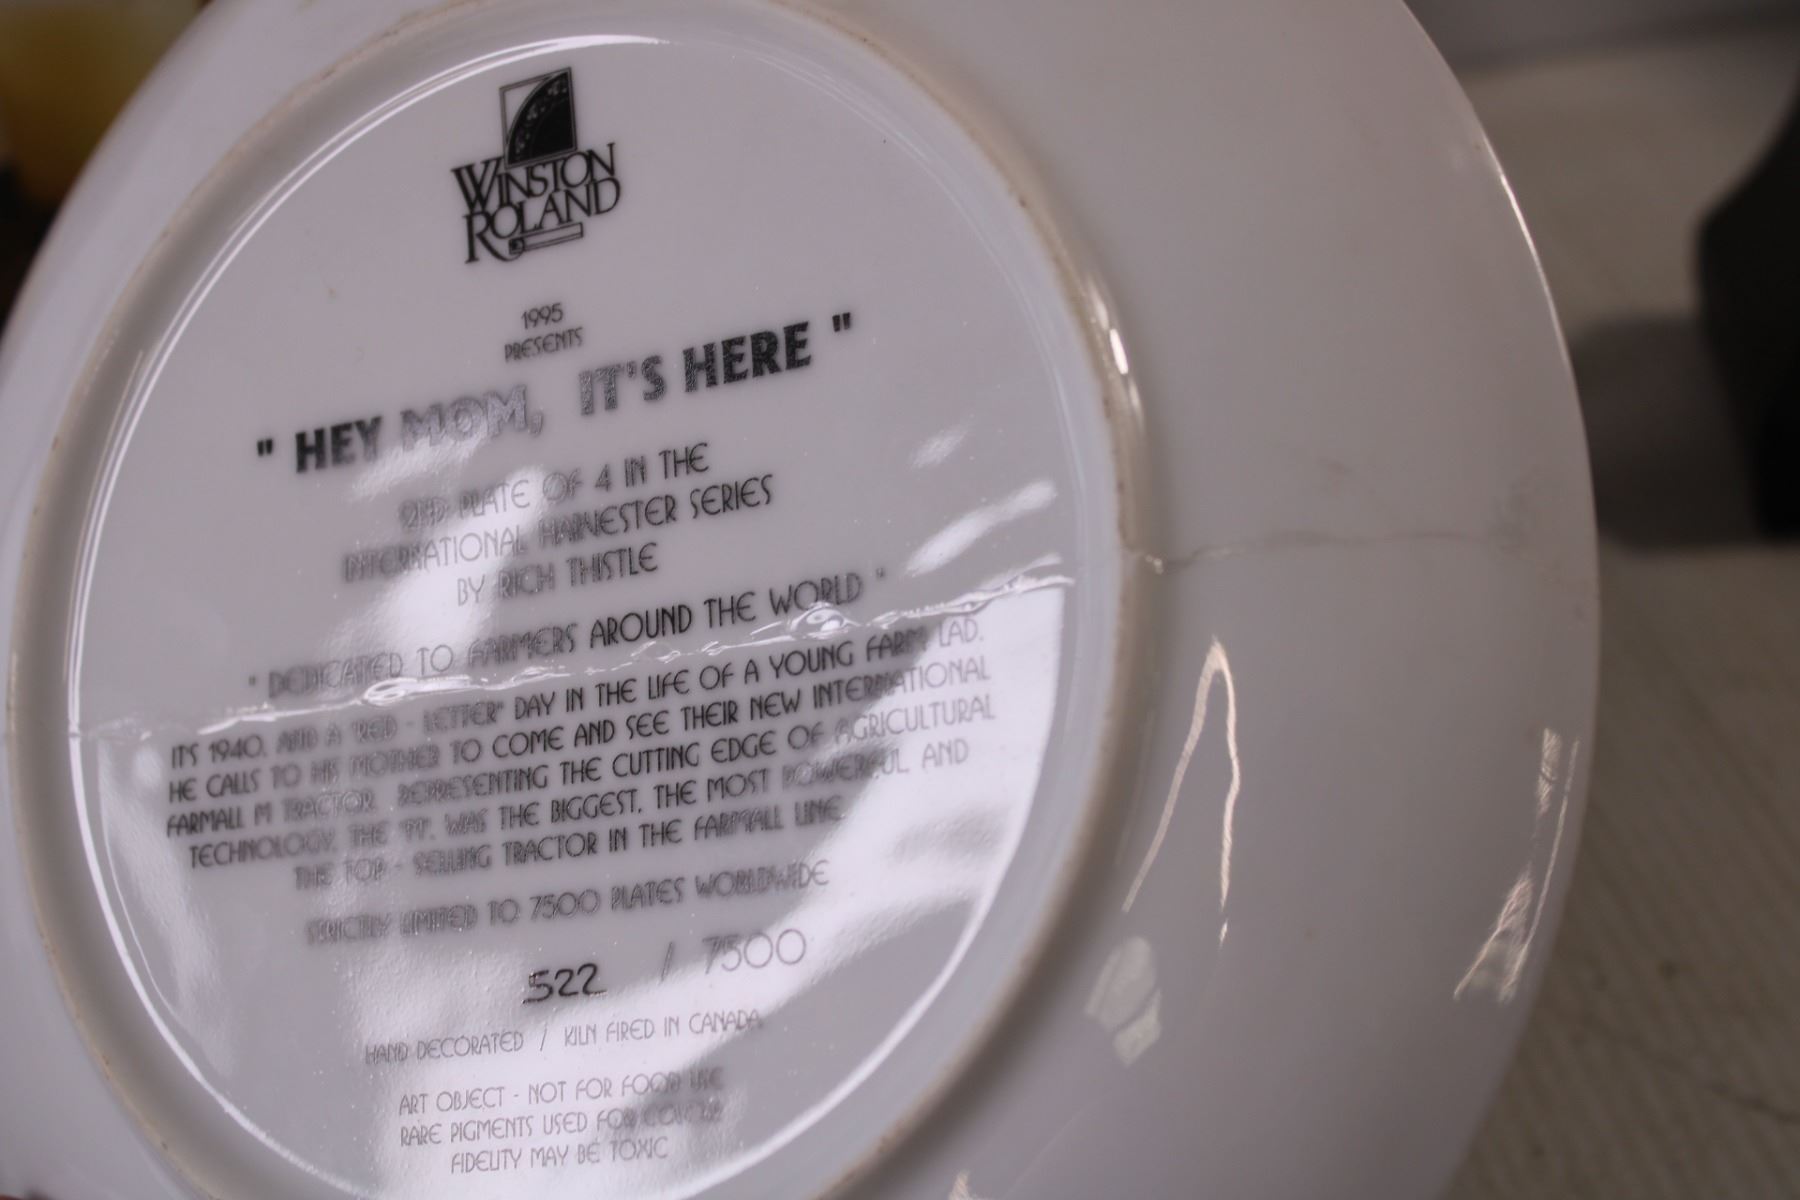 WINSTON
ROLAND
1995
PRESENTS
" HEY MOM, IT'S HERE "
2ND PLATE OF 4 IN THE
INTERNATIONAL HARVESTER SERIES
BY RICH THISTLE
" DEDICATED TO FARMERS AROUND THE WORLD "
ITS 1940, AND A "RED - LETTER" DAY IN THE LIFE OF A YOUNG FARM LAD.
HE CALLS TO HIS MOTHER TO COME AND SEE THEIR NEW INTERNATIONAL
FARMALL M TRACTOR. REPRESENTING THE CUTTING EDGE OF AGRICULTURAL
TECHNOLOGY, THE "M", WAS THE BIGGEST, THE MOST POWERFUL AND
THE TOP - SELLING TRACTOR IN THE FARMALL LINE.
STRICTLY LIMITED TO 7500 PLATES WORLDWIDE
522 / 7500
HAND DECORATED / KILN FIRED IN CANADA
ART OBJECT - NOT FOR FOOD USE
RARE PIGMENTS USED FOR COLOUR
FIDELITY MAY BE TOXIC